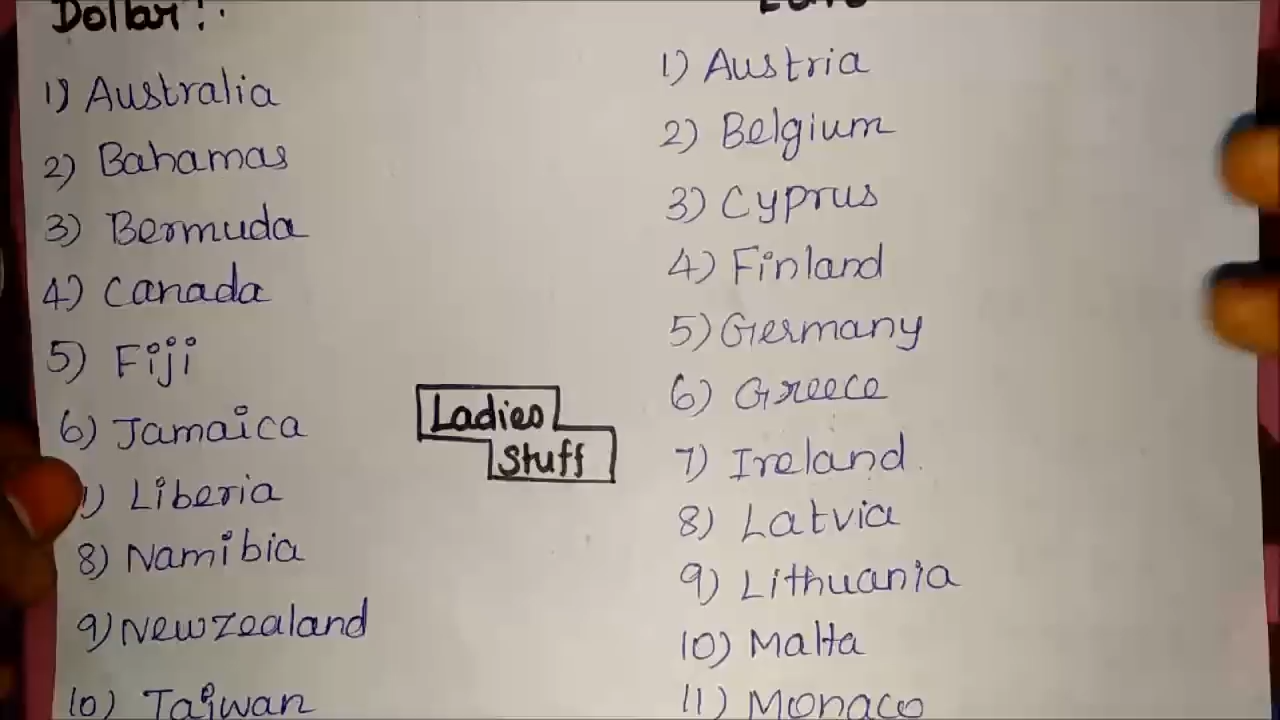 Dollar:-
1) Australia
2) Bahamas
3) Bermuda
4) Canada
5) Fiji
6) Jamaica
) Liberia
8) Namibia
9) Newzealand
10) Taiwan
Ladies
Stuff
1) Austria
2) Belgium
3) Cyprus
4) Finland
5) Germany
6) Greece
7) Ireland
8) Latvia
9) Lithuania
10) Malta
11) Monaco